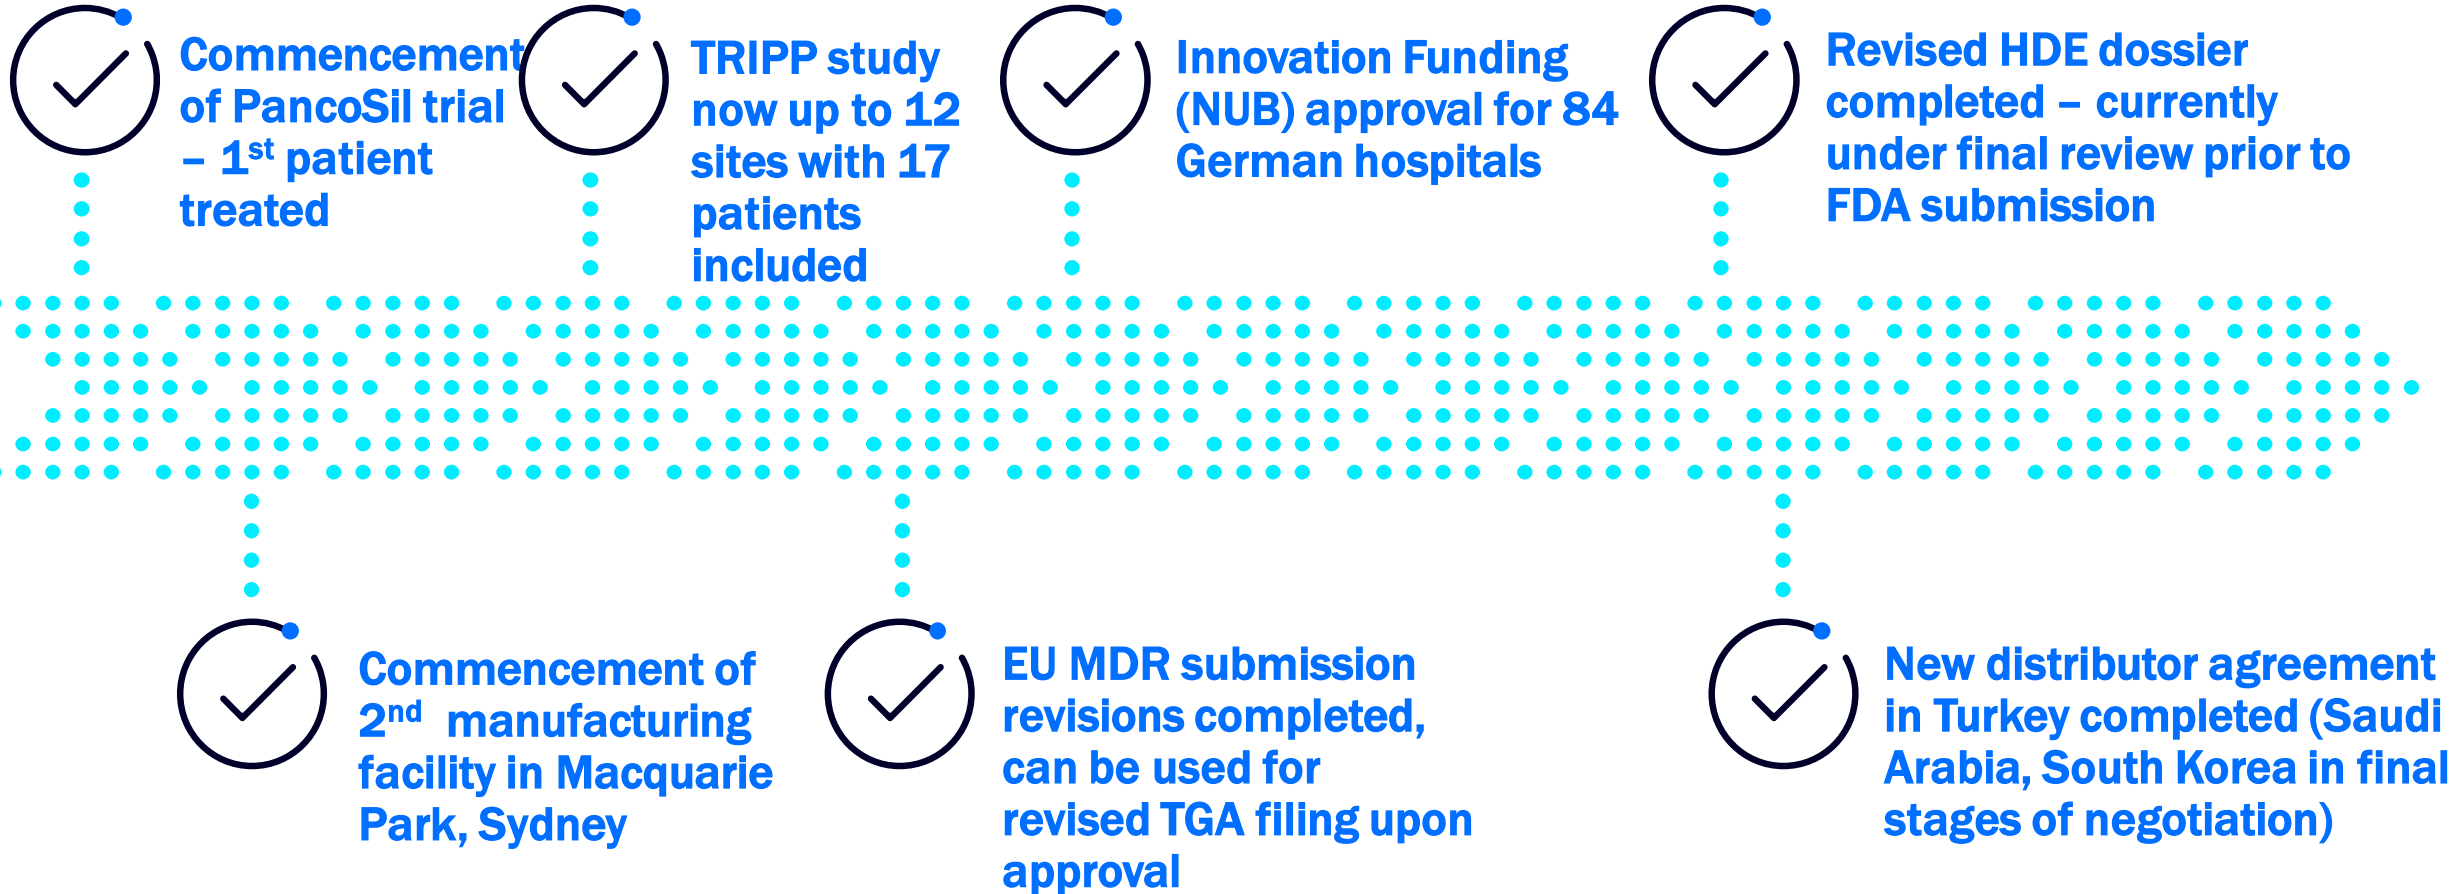 Commencement
of PancoSil trial
– 1st patient
treated
TRIPP study
now up to 12
sites with 17
patients
included
Innovation Funding
(NUB) approval for 84
German hospitals
Revised HDE dossier
completed – currently
under final review prior to
FDA submission
Commencement of
2nd manufacturing
facility in Macquarie
Park, Sydney
EU MDR submission
revisions completed,
can be used for
revised TGA filing upon
approval
New distributor agreement
in Turkey completed (Saudi
Arabia, South Korea in final
stages of negotiation)